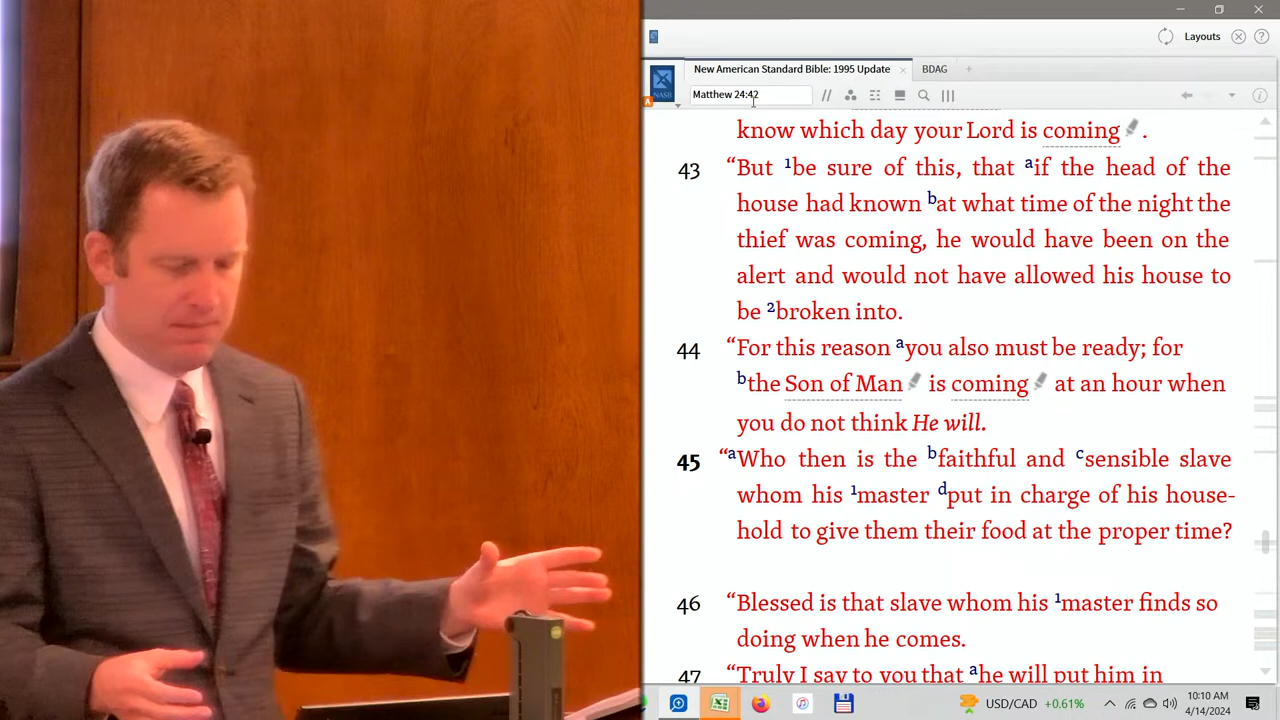 Layouts
New American Standard Bible: 1995 Update
BDAG
NASB
A
Matthew 24:42
know which day your Lord is coming .
43 “But ¹be sure of this, that ᵃif the head of the
house had known ᵇat what time of the night the
thief was coming, he would have been on the
alert and would not have allowed his house to
be ²broken into.
44 “For this reason ᵃyou also must be ready; for
ᵇthe Son of Man is coming at an hour when
you do not think He will.
45 “ᵃWho then is the ᵇfaithful and ᶜsensible slave
whom his ¹master ᵈput in charge of his house-
hold to give them their food at the proper time?
46 “Blessed is that slave whom his ¹master finds so
doing when he comes.
47 “Truly I say to you that ᵃhe will put him in
USD/CAD +0.61%
10:10 AM
4/14/2024